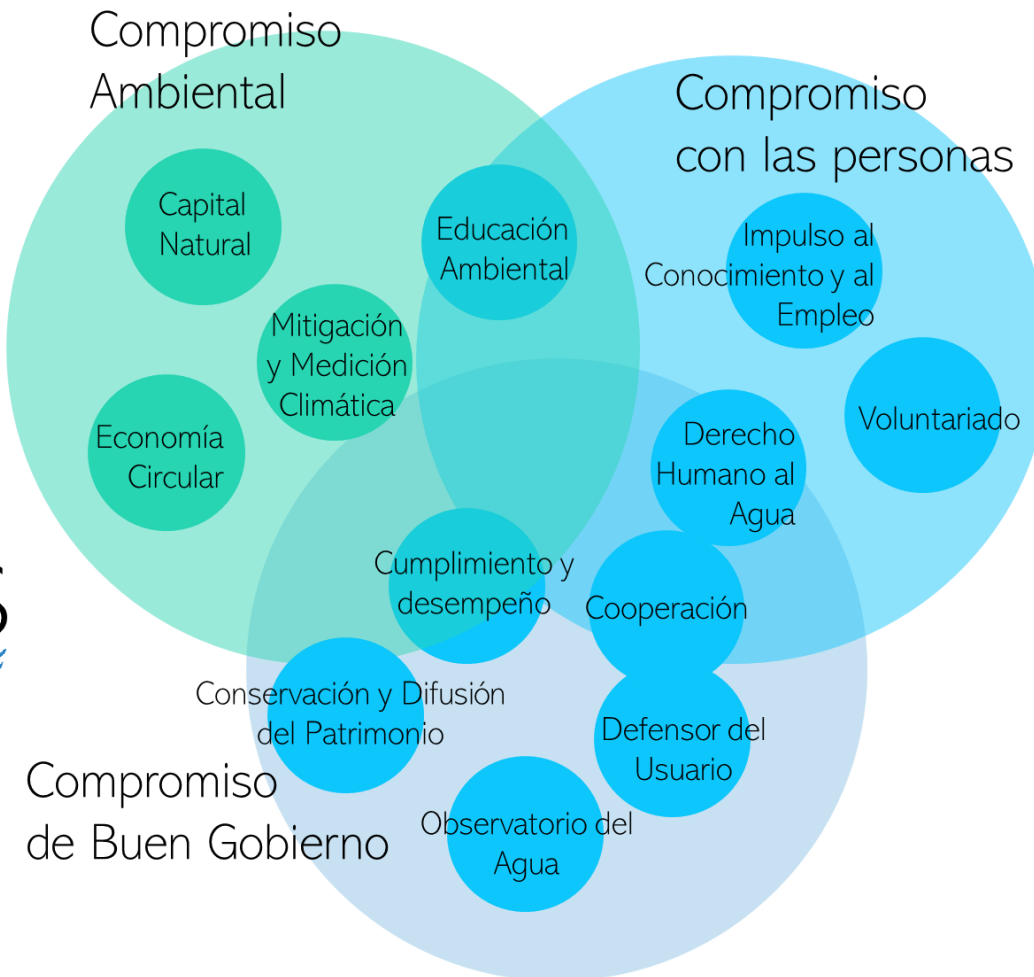 Compromiso
Ambiental
Compromiso
con las personas
Capital
Natural
Educación
Ambiental
Impulso al
Conocimiento y al
Empleo
Mitigación
y Medición
Climática
Voluntariado
Economía
Circular
Derecho
Humano al
Agua
Cumplimiento y
desempeño
Cooperación
Conservación y Difusión
del Patrimonio
Defensor del
Usuario
Compromiso
de Buen Gobierno
Observatorio del
Agua